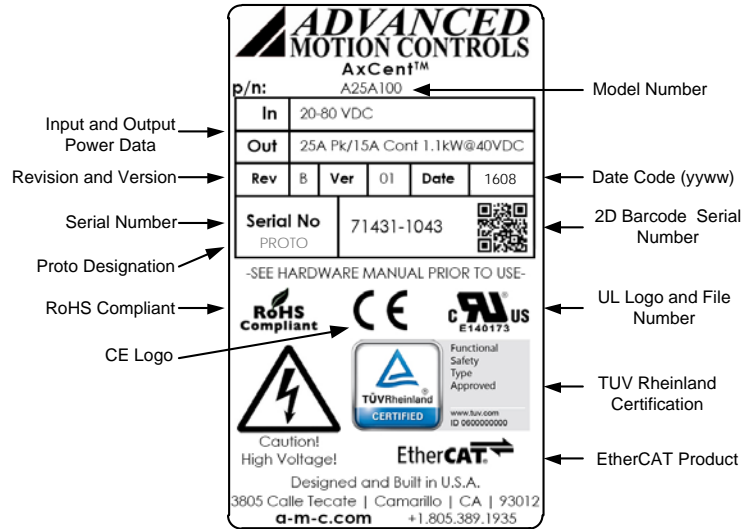 ADVANCED
MOTION CONTROLS
AxCent™
p/n: A25A100
Model Number
In 20-80 VDC
Input and Output
Power Data
Out 25A Pk/15A Cont 1.1kW@40VDC
Revision and Version
Rev B Ver 01 Date 1608
Date Code (yyww)
Serial Number
Serial No
PROTO
71431-1043
2D Barcode Serial
Number
Proto Designation
-SEE HARDWARE MANUAL PRIOR TO USE-
RoHS Compliant
RoHS
Compliant
CE
c RU US
E140173
UL Logo and File
Number
CE Logo
TÜVRheinland®
CERTIFIED
Functional
Safety
Type
Approved
www.tuv.com
ID 0600000000
TUV Rheinland
Certification
Caution!
High Voltage!
EtherCAT.
EtherCAT Product
Designed and Built in U.S.A.
3805 Calle Tecate | Camarillo | CA | 93012
a-m-c.com +1.805.389.1935